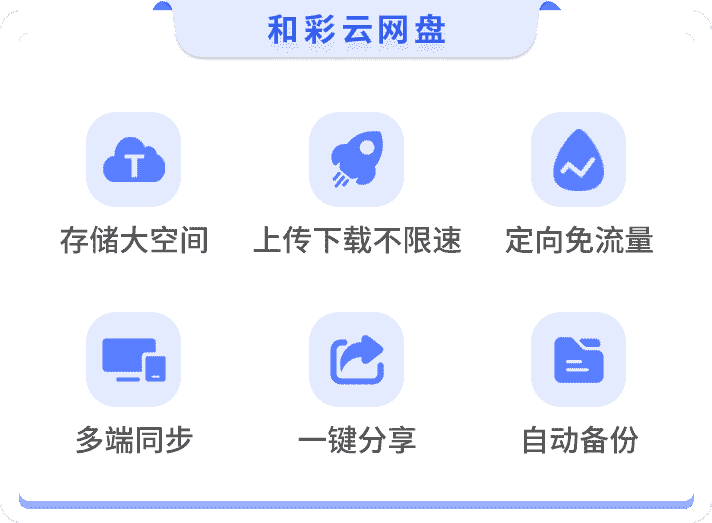 和彩云网盘
T
存储大空间
上传下载不限速
定向免流量
多端同步
一键分享
自动备份